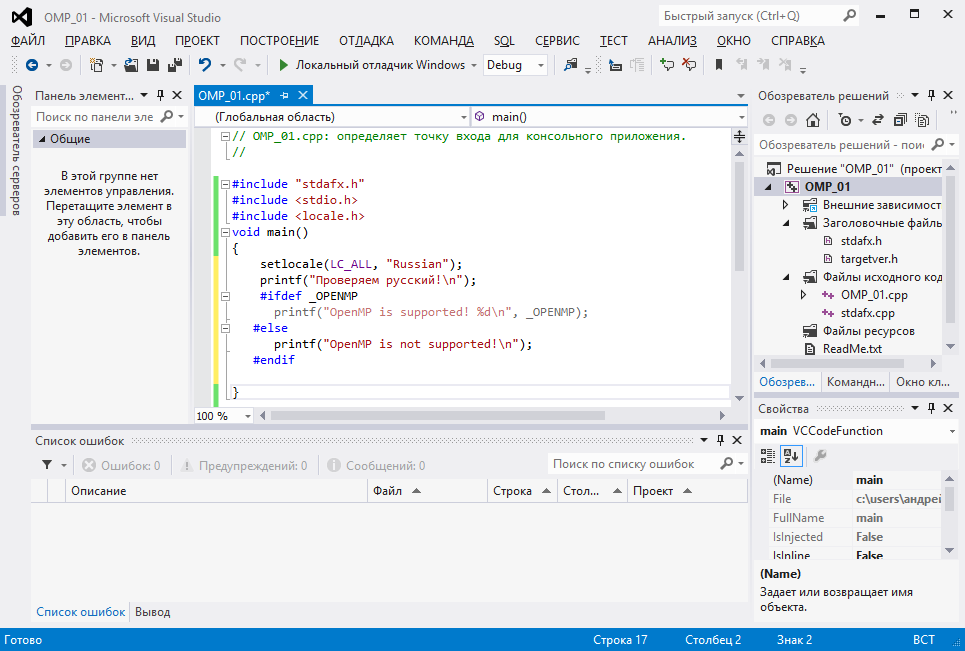 OMP_01 - Microsoft Visual Studio
Быстрый запуск (Ctrl+Q)
ФАЙЛ ПРАВКА ВИД ПРОЕКТ ПОСТРОЕНИЕ ОТЛАДКА КОМАНДА SQL СЕРВИС ТЕСТ АНАЛИЗ ОКНО СПРАВКА
Локальный отладчик Windows Debug
Обозреватель серверов
Панель элемент...
Поиск по панели эле
Общие
В этой группе нет
элементов управления.
Перетащите элемент в
эту область, чтобы
добавить его в панель
элементов.
OMP_01.cpp*
(Глобальная область) main()
// OMP_01.cpp: определяет точку входа для консольного приложения.
//
#include "stdafx.h"
#include <stdio.h>
#include <locale.h>
void main()
{
setlocale(LC_ALL, "Russian");
printf("Проверяем русский!\n");
#ifdef _OPENMP
printf("OpenMP is supported! %d\n", _OPENMP);
#else
printf("OpenMP is not supported!\n");
#endif
}
100 %
Список ошибок
Ошибок: 0 Предупреждений: 0 Сообщений: 0 Поиск по списку ошибок
Описание Файл Строка Стол... Проект
Список ошибок Вывод
Обозреватель решений
Обозреватель решений - пои
Решение "OMP_01" (проект
OMP_01
Внешние зависимост
Заголовочные файль
stdafx.h
targetver.h
Файлы исходного код
OMP_01.cpp
stdafx.cpp
Файлы ресурсов
ReadMe.txt
Обозрев... Командн... Окно кл...
Свойства
main VCCodeFunction
(Name) main
File c:\users\андрей
FullName main
IsInjected False
IsInline False
(Name)
Задает или возвращает имя
объекта.
Готово Строка 17 Столбец 2 Знак 2 ВСТ